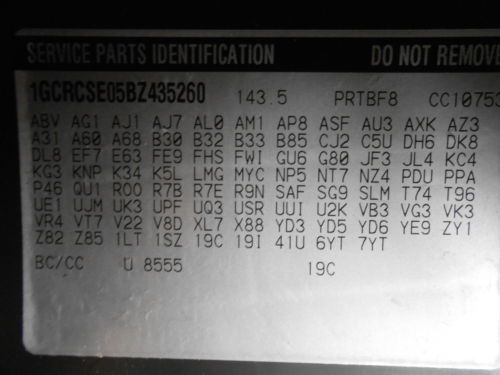 SERVICE PARTS IDENTIFICATION DO NOT REMOVE
1GCRCSE05BZ435260 143.5 PRTBF8 CC10753
ABV AG1 AJ1 AJ7 AL0 AM1 AP8 ASF AU3 AXK AZ3
A31 A60 A68 B30 B32 B33 B85 CJ2 C5U DH6 DK8
DL8 EF7 E63 FE9 FHS FWI GU6 G80 JF3 JL4 KC4
KG3 KNP K34 K5L LMG MYC NP5 NT7 NZ4 PDU PPA
P46 QU1 R00 R7B R7E R9N SAF SG9 SLM T74 T96
UE1 UJM UK3 UPF UQ3 USR UUI U2K VB3 VG3 VK3
VR4 VT7 V22 V8D XL7 X88 YD3 YD5 YD6 YE9 ZY1
Z82 Z85 1LT 1SZ 19C 19I 41U 6YT 7YT
BC/CC U 8555 19C